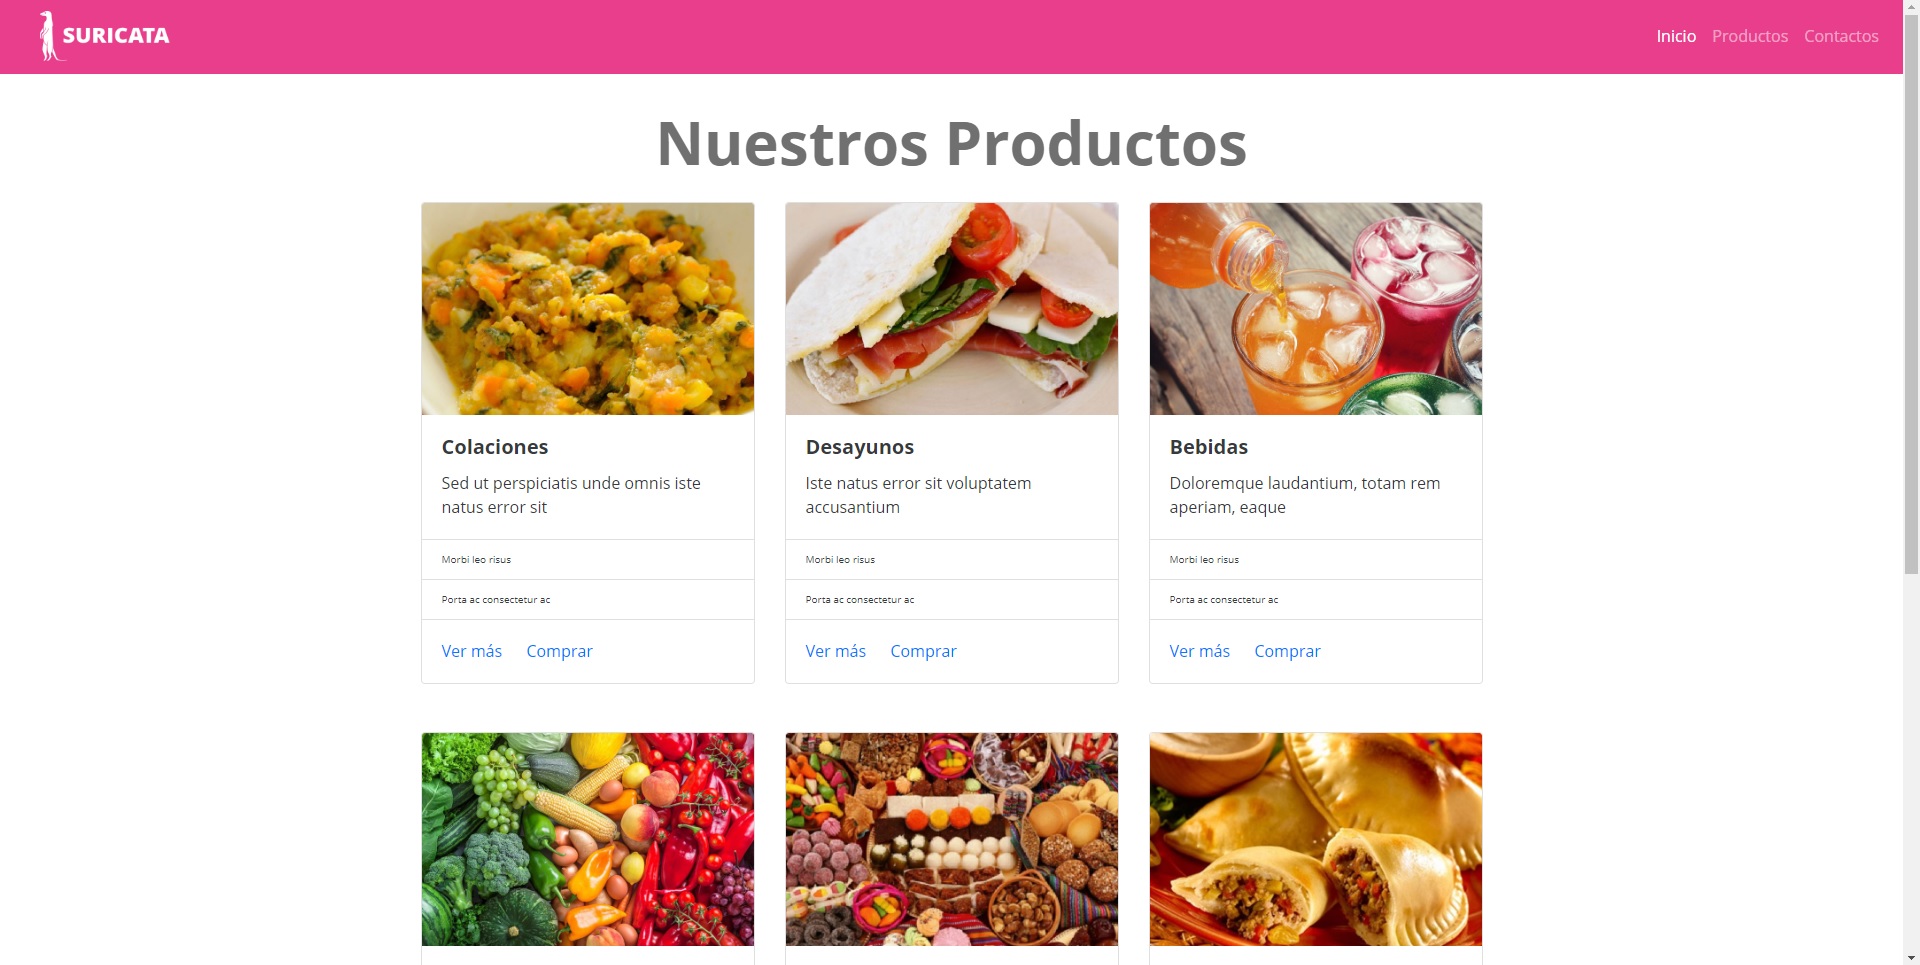 SURICATA
Inicio Productos Contactos
Nuestros Productos
Colaciones
Sed ut perspiciatis unde omnis iste
natus error sit
Morbi leo risus
Porta ac consectetur ac
Ver más Comprar
Desayunos
Iste natus error sit voluptatem
accusantium
Morbi leo risus
Porta ac consectetur ac
Ver más Comprar
Bebidas
Doloremque laudantium, totam rem
aperiam, eaque
Morbi leo risus
Porta ac consectetur ac
Ver más Comprar